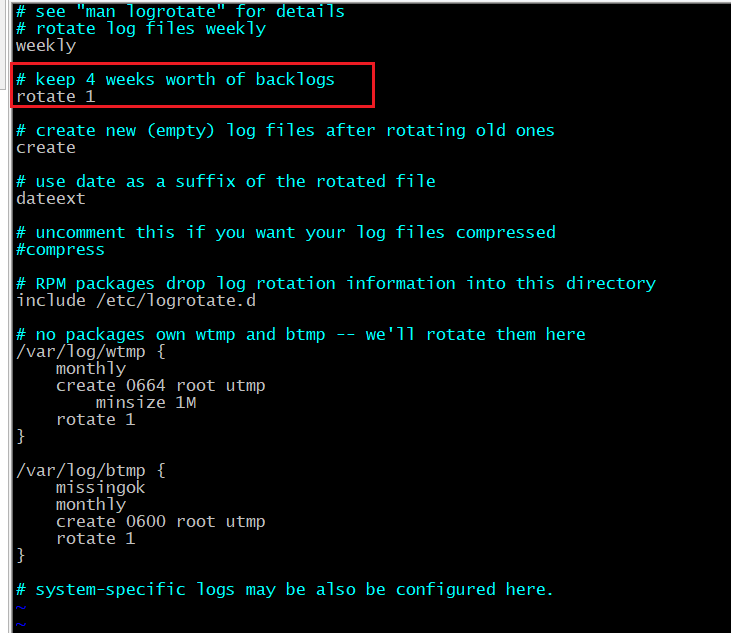 # see "man logrotate" for details
# rotate log files weekly
weekly
# keep 4 weeks worth of backlogs
rotate 1
# create new (empty) log files after rotating old ones
create
# use date as a suffix of the rotated file
dateext
# uncomment this if you want your log files compressed
#compress
# RPM packages drop log rotation information into this directory
include /etc/logrotate.d
# no packages own wtmp and btmp -- we'll rotate them here
/var/log/wtmp {
    monthly
    create 0664 root utmp
        minsize 1M
    rotate 1
}
/var/log/btmp {
    missingok
    monthly
    create 0600 root utmp
    rotate 1
}
# system-specific logs may be also be configured here.
~
~